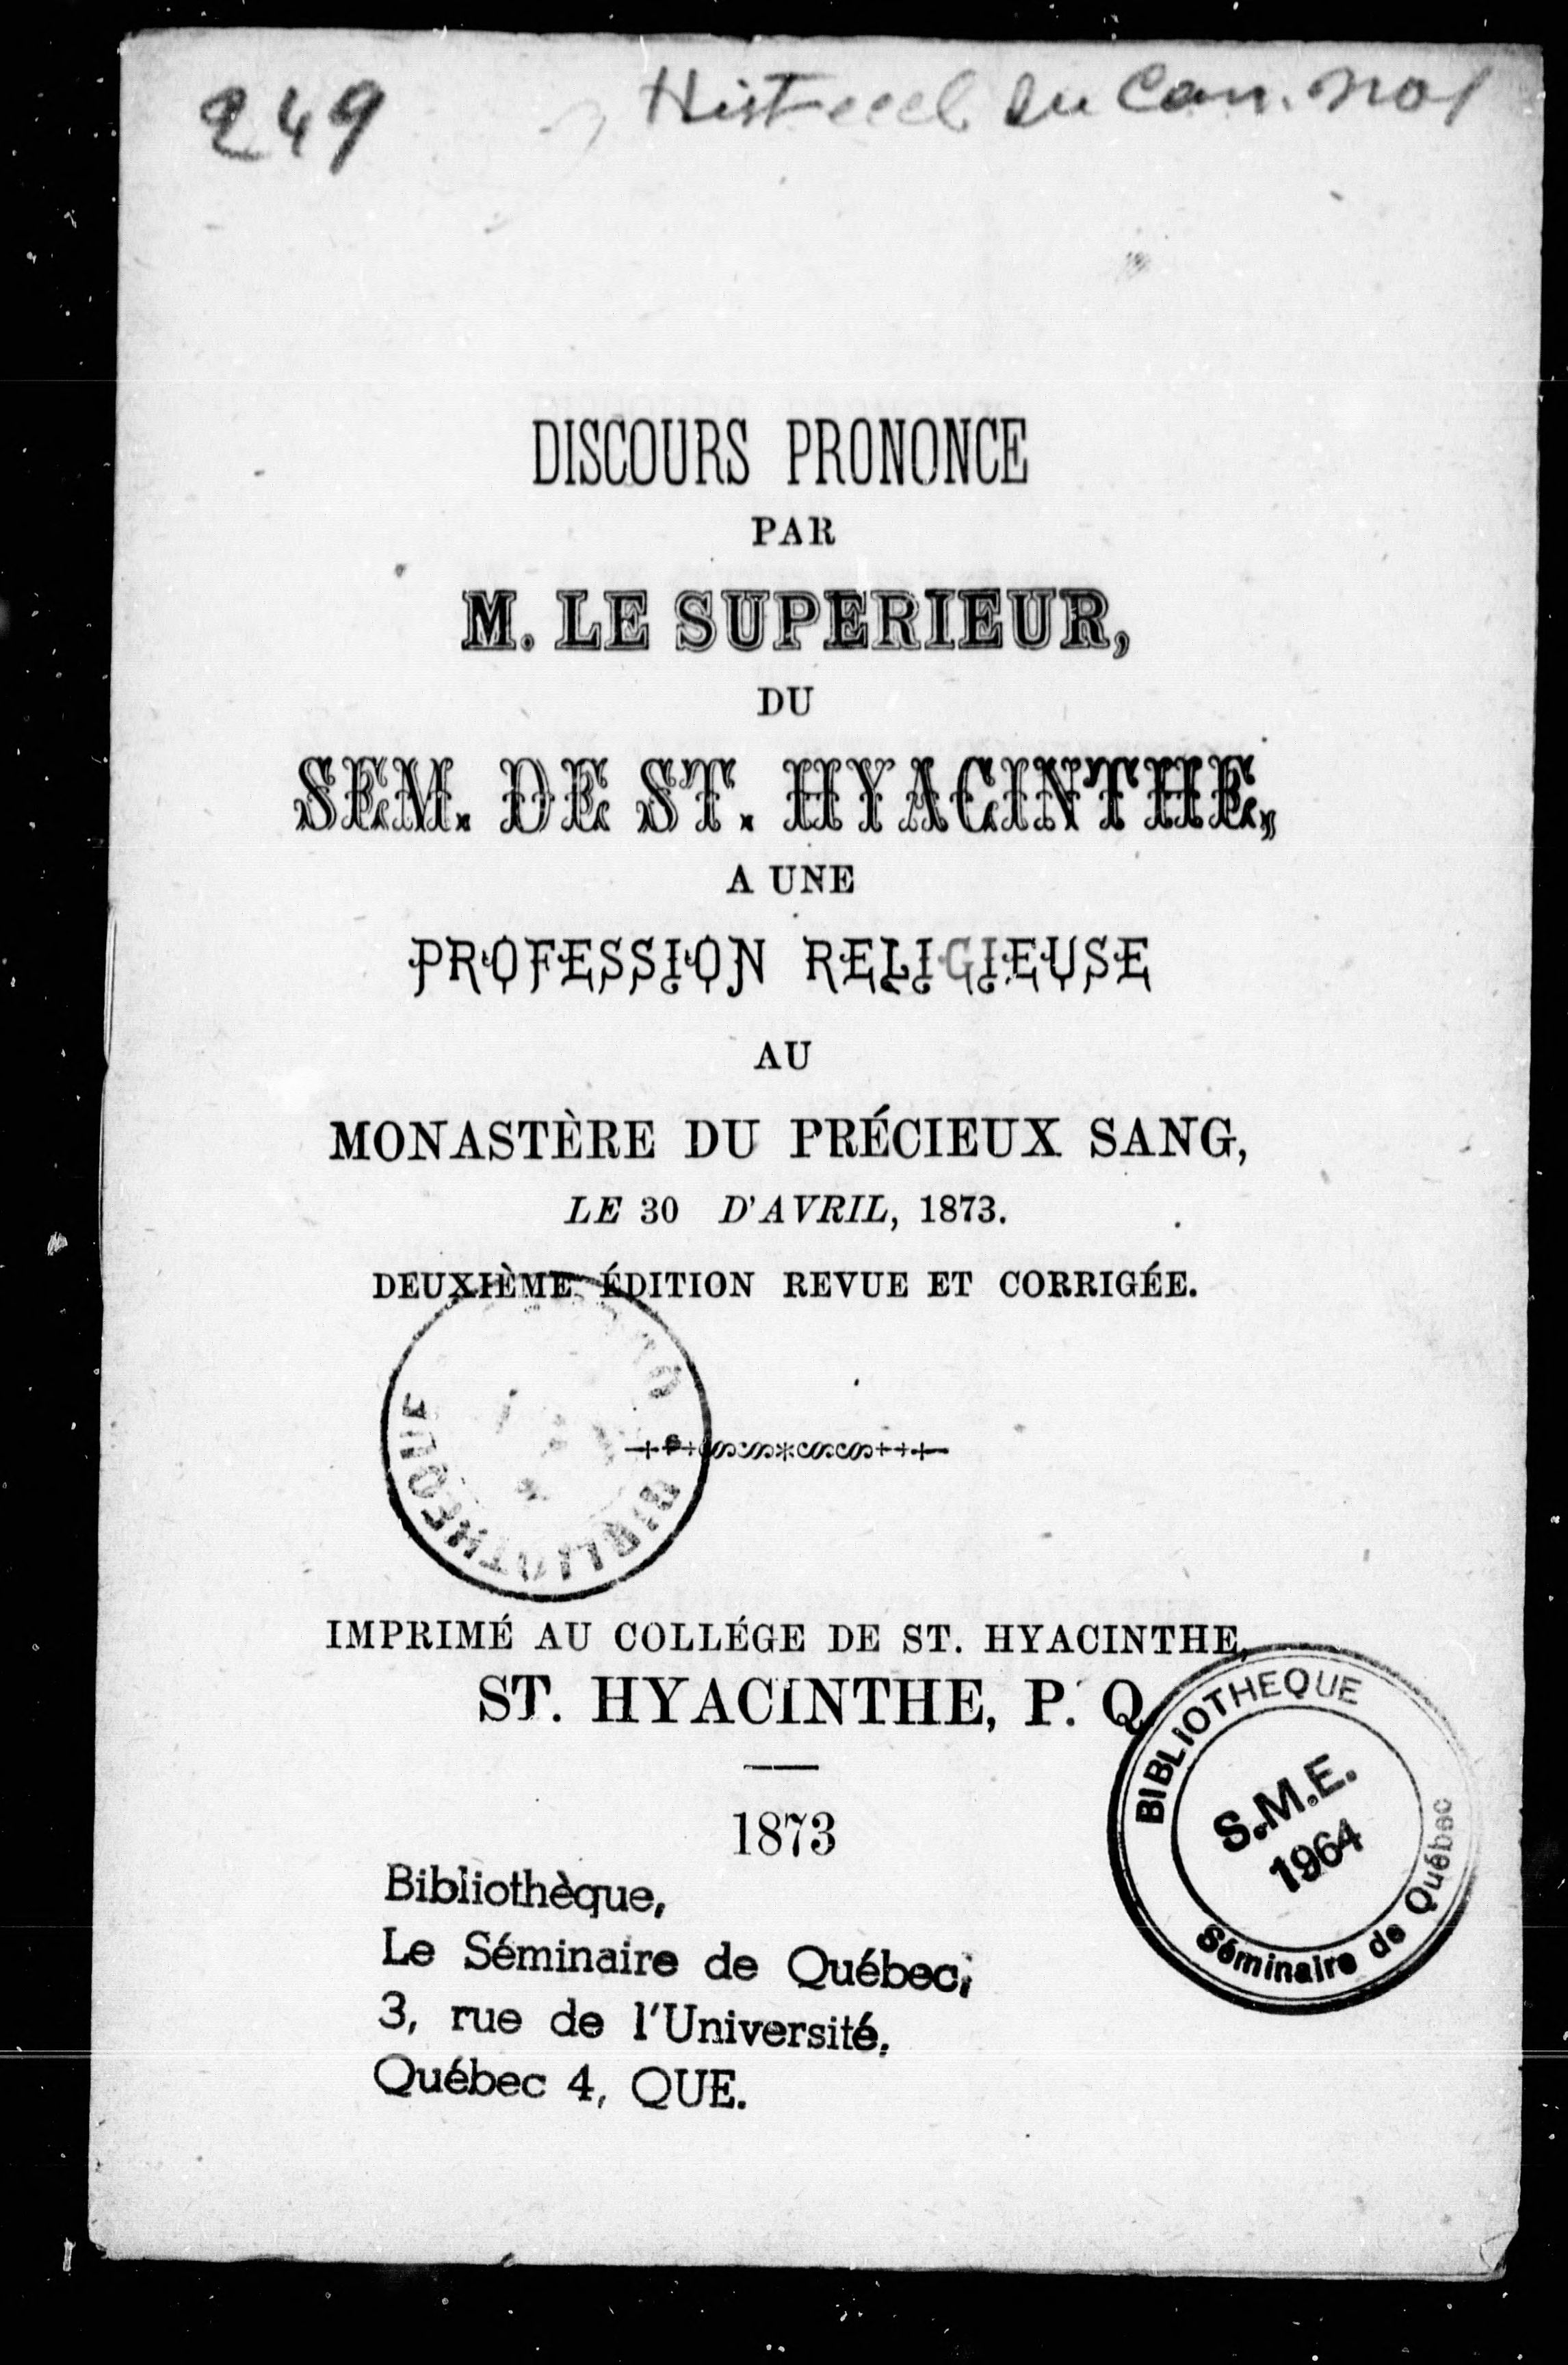 249 Hist eccl. du Can. no 1
DISCOURS PRONONCE
PAR
M. LE SUPERIEUR,
DU
SEM. DE ST. HYACINTHE,
A UNE
PROFESSION RELIGIEUSE
AU
MONASTÈRE DU PRÉCIEUX SANG,
LE 30 D'AVRIL, 1873.
DEUXIÈME ÉDITION REVUE ET CORRIGÉE.
BIBLIOTHEQUE
IMPRIMÉ AU COLLÉGE DE ST. HYACINTHE,
ST. HYACINTHE, P. Q.
1873
BIBLIOTHEQUE
S.M.E.
1964
Séminaire de Québec
Bibliothèque,
Le Séminaire de Québec,
3, rue de l'Université,
Québec 4, QUE.